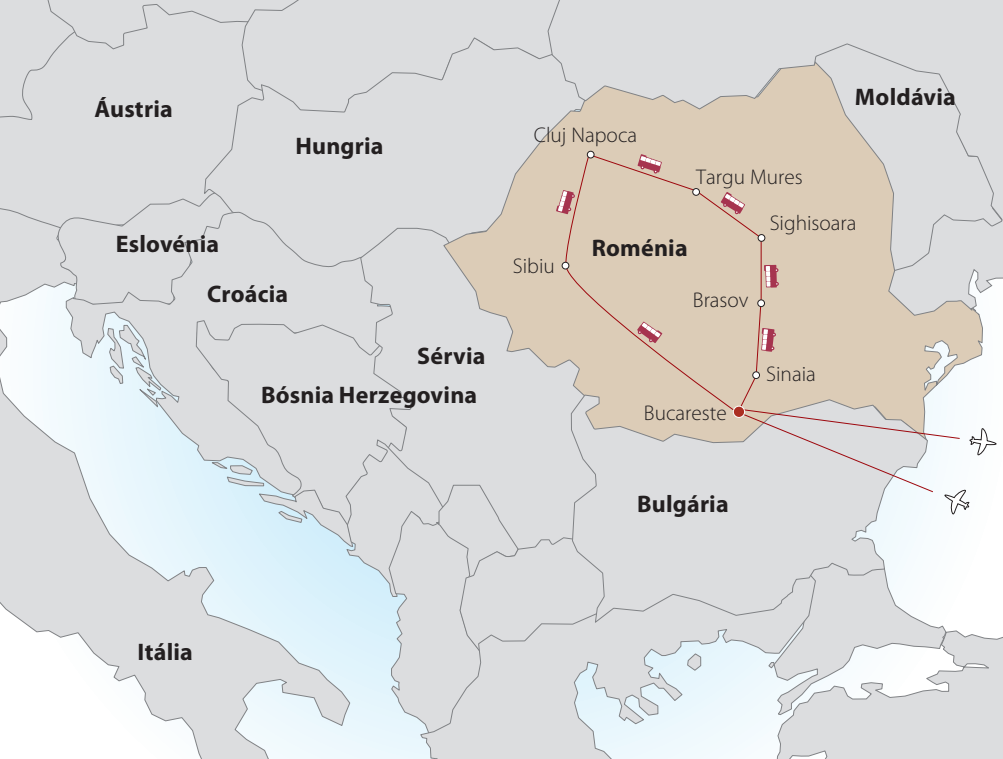 Áustria
Moldávia
Hungria
Cluj Napoca
Targu Mures
Sighisoara
Eslovénia
Roménia
Sibiu
Croácia
Brasov
Sérvia
Sinaia
Bósnia Herzegovina
Bucareste
Bulgária
Itália